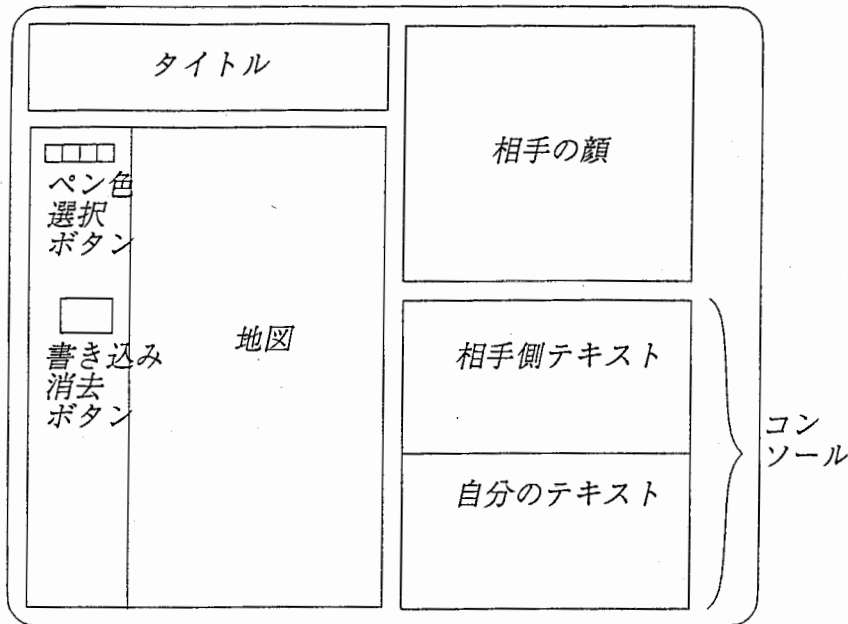 タイトル
ペン色
選択
ボタン
書き込み
消去
ボタン
地図
相手の顔
相手側テキスト
自分のテキスト
コン
ソール